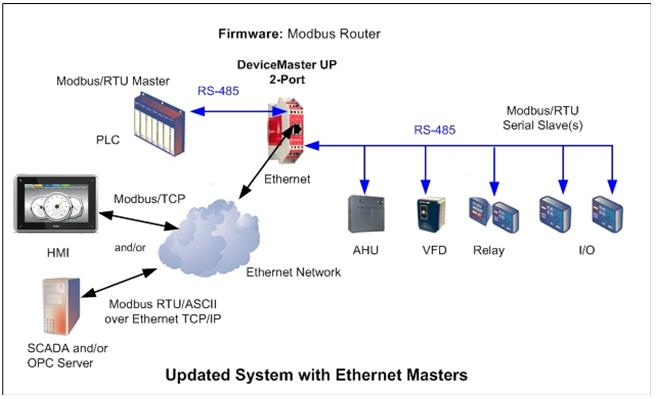 Firmware: Modbus Router
DeviceMaster UP
2-Port
Modbus/RTU Master
RS-485
PLC
Modbus/RTU
Serial Slave(s)
RS-485
Ethernet
Modbus/TCP
HMI
and/or
AHU
VFD
Relay
I/O
Ethernet Network
Modbus RTU/ASCII
over Ethernet TCP/IP
SCADA and/or
OPC Server
Updated System with Ethernet Masters